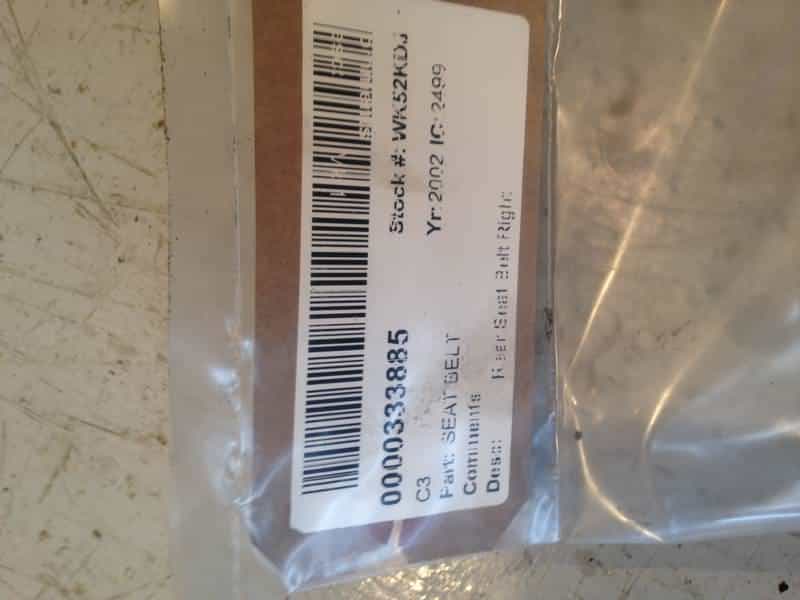 0000333885 Stock #: WK52KDJ
C3 Yr: 2002 IC: 2499
Part: SEAT BELT
Comments
Desc: Rear Seat Belt Right